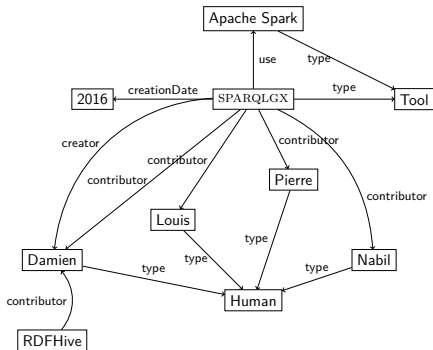 Apache Spark
use
type
2016
creationDate
SPARQLGX
type
Tool
creator
contributor
contributor
contributor
Pierre
contributor
Louis
Damien
type
type
type
type
Nabil
contributor
Human
RDFHive